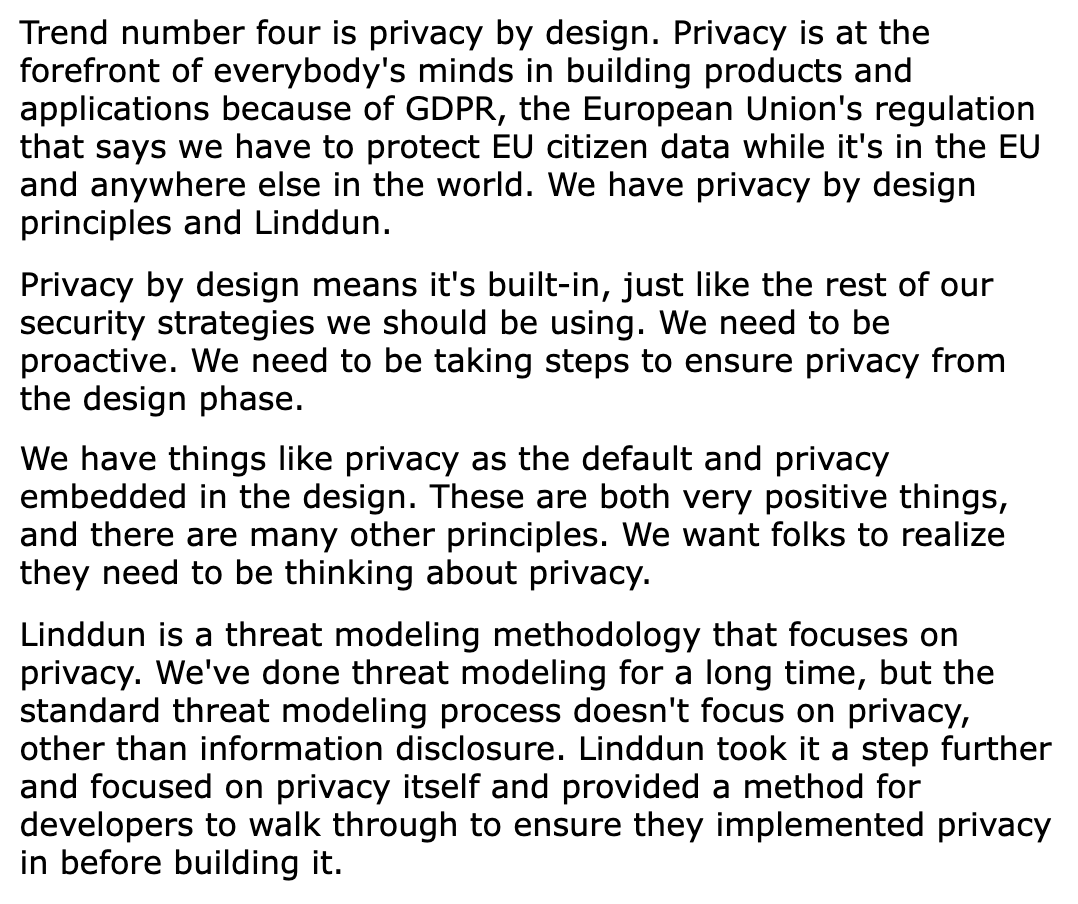 Trend number four is privacy by design. Privacy is at the
forefront of everybody's minds in building products and
applications because of GDPR, the European Union's regulation
that says we have to protect EU citizen data while it's in the EU
and anywhere else in the world. We have privacy by design
principles and Linddun.
Privacy by design means it's built-in, just like the rest of our
security strategies we should be using. We need to be
proactive. We need to be taking steps to ensure privacy from
the design phase.
We have things like privacy as the default and privacy
embedded in the design. These are both very positive things,
and there are many other principles. We want folks to realize
they need to be thinking about privacy.
Linddun is a threat modeling methodology that focuses on
privacy. We've done threat modeling for a long time, but the
standard threat modeling process doesn't focus on privacy,
other than information disclosure. Linddun took it a step further
and focused on privacy itself and provided a method for
developers to walk through to ensure they implemented privacy
in before building it.